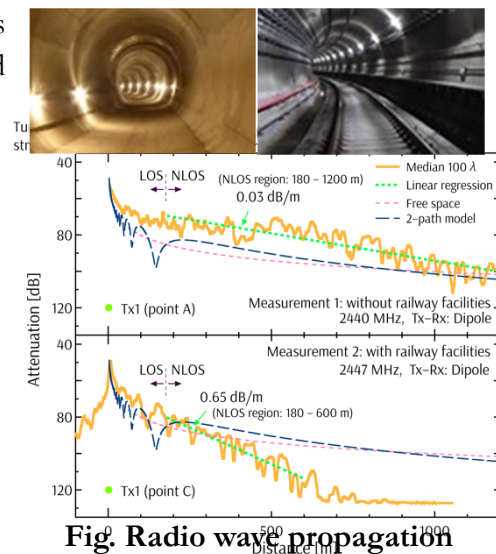 s
d
Tu
str
Attenuation [dB]
40
80
120
LOS
NLOS
(NLOS region: 180 – 1200 m)
0.03 dB/m
Median 100 λ
Linear regression
Free space
2-path model
Tx1 (point A)
Measurement 1: without railway facilities
2440 MHz, Tx–Rx: Dipole
40
80
120
LOS
NLOS
0.65 dB/m
(NLOS region: 180 – 600 m)
Measurement 2: with railway facilities
2447 MHz, Tx–Rx: Dipole
Tx1 (point C)
0
500
1000
Distance [m]
Fig. Radio wave propagation